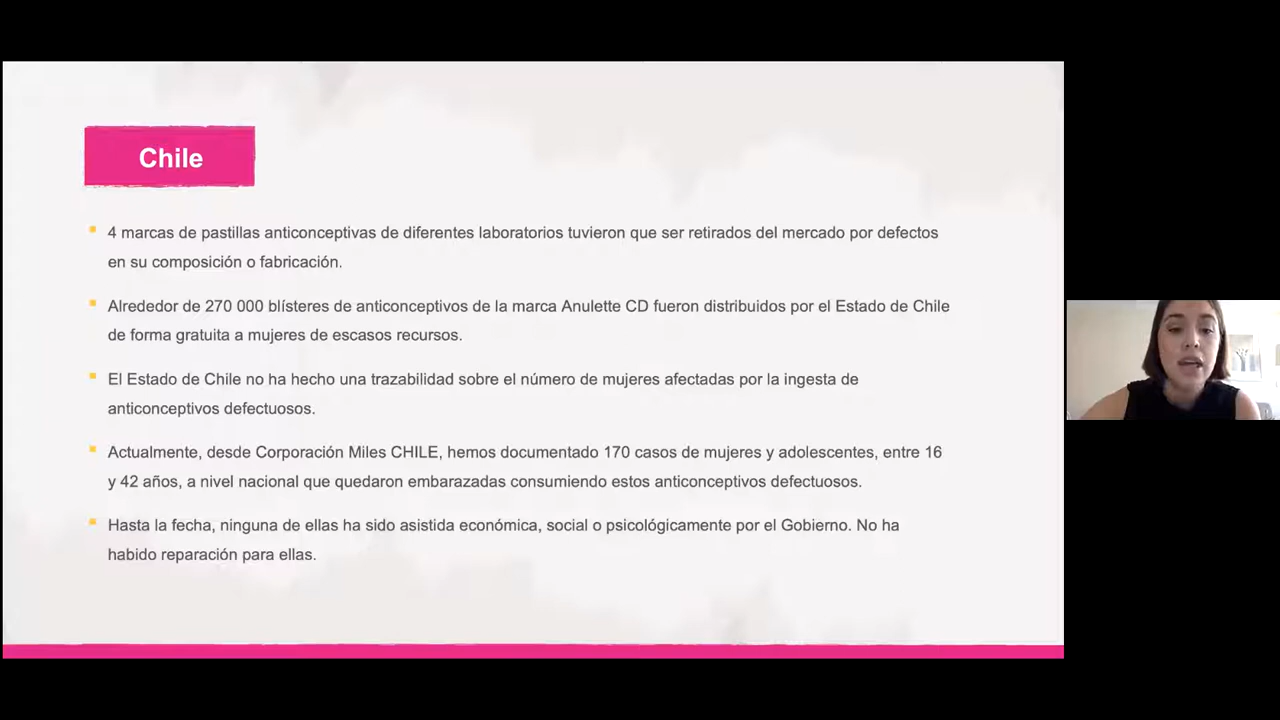 Chile
4 marcas de pastillas anticonceptivas de diferentes laboratorios tuvieron que ser retirados del mercado por defectos
en su composición o fabricación.
Alrededor de 270 000 blísteres de anticonceptivos de la marca Anulette CD fueron distribuidos por el Estado de Chile
de forma gratuita a mujeres de escasos recursos.
El Estado de Chile no ha hecho una trazabilidad sobre el número de mujeres afectadas por la ingesta de
anticonceptivos defectuosos.
Actualmente, desde Corporación Miles CHILE, hemos documentado 170 casos de mujeres y adolescentes, entre 16
y 42 años, a nivel nacional que quedaron embarazadas consumiendo estos anticonceptivos defectuosos.
Hasta la fecha, ninguna de ellas ha sido asistida económica, social o psicológicamente por el Gobierno. No ha
habido reparación para ellas.